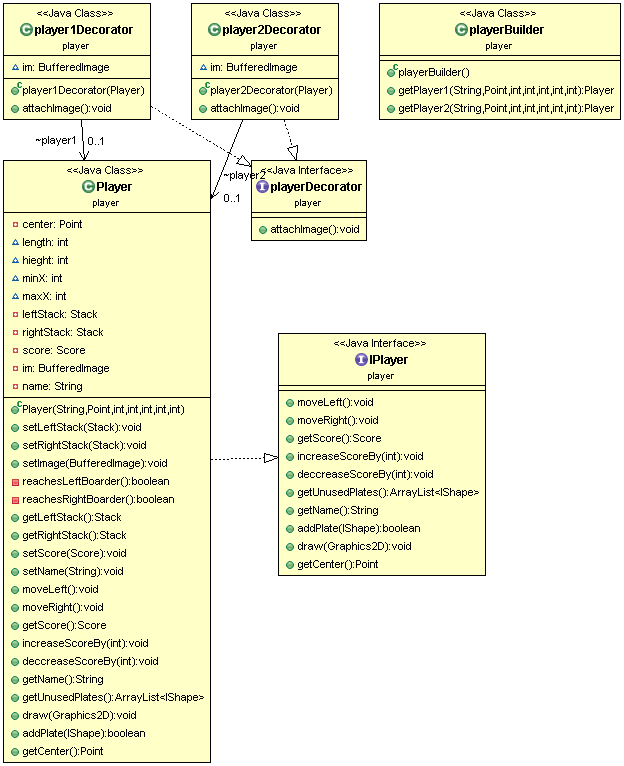 <<Java Class>>
player1Decorator
player
im: BufferedImage
player1Decorator(Player)
attachImage():void
<<Java Class>>
player2Decorator
player
im: BufferedImage
player2Decorator(Player)
attachImage():void
<<Java Class>>
playerBuilder
player
playerBuilder()
getPlayer1(String,Point,int,int,int,int,int):Player
getPlayer2(String,Point,int,int,int,int,int):Player
~player1
0..1
~player2
0..1
<<Java Interface>>
playerDecorator
player
attachImage():void
<<Java Class>>
Player
player
center: Point
length: int
hieght: int
minX: int
maxX: int
leftStack: Stack
rightStack: Stack
score: Score
im: BufferedImage
name: String
Player(String,Point,int,int,int,int,int)
setLeftStack(Stack):void
setRightStack(Stack):void
setImage(BufferedImage):void
reachesLeftBoarder():boolean
reachesRightBoarder():boolean
getLeftStack():Stack
getRightStack():Stack
setScore(Score):void
setName(String):void
moveLeft():void
moveRight():void
getScore():Score
increaseScoreBy(int):void
deccreaseScoreBy(int):void
getName():String
getUnusedPlates():ArrayList<IShape>
draw(Graphics2D):void
addPlate(IShape):boolean
getCenter():Point
<<Java Interface>>
IPlayer
player
moveLeft():void
moveRight():void
getScore():Score
increaseScoreBy(int):void
deccreaseScoreBy(int):void
getUnusedPlates():ArrayList<IShape>
getName():String
addPlate(IShape):boolean
draw(Graphics2D):void
getCenter():Point